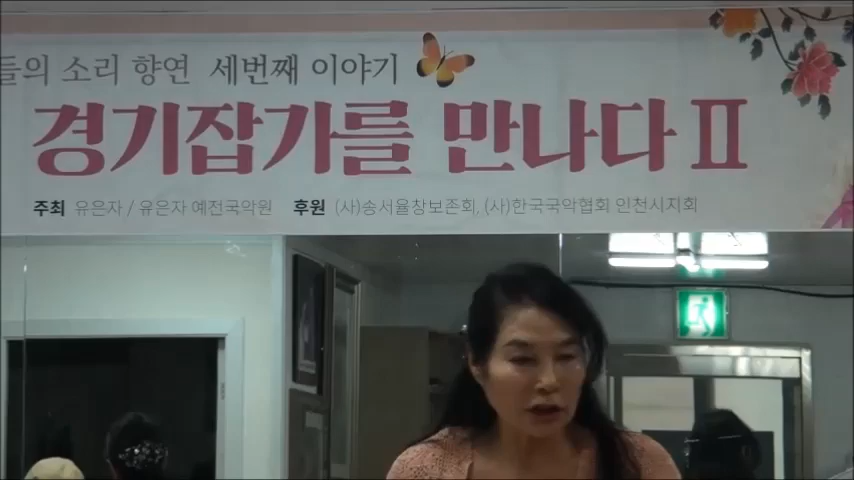 들의 소리 향연 세번째 이야기
경기잡가를 만나다 Ⅱ
주최 유은자 / 유은자 예전국악원 후원 (사)송서율창보존회, (사)한국국악협회 인천시지회